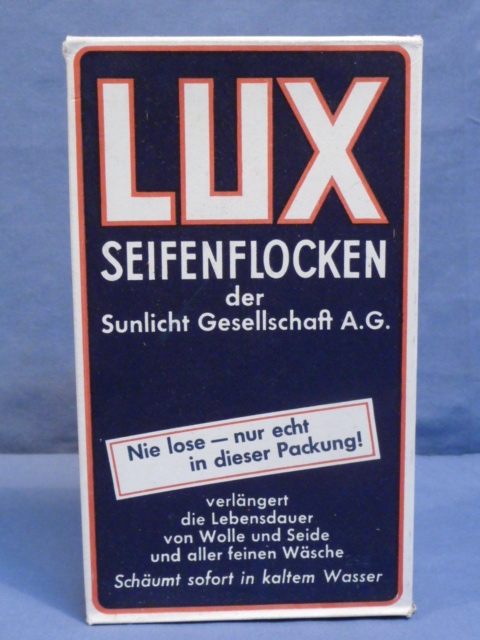 LUX
SEIFENFLOCKEN
der
Sunlicht Gesellschaft A.G.
Nie lose – nur echt
in dieser Packung!
verlängert
die Lebensdauer
von Wolle und Seide
und aller feinen Wäsche
Schäumt sofort in kaltem Wasser